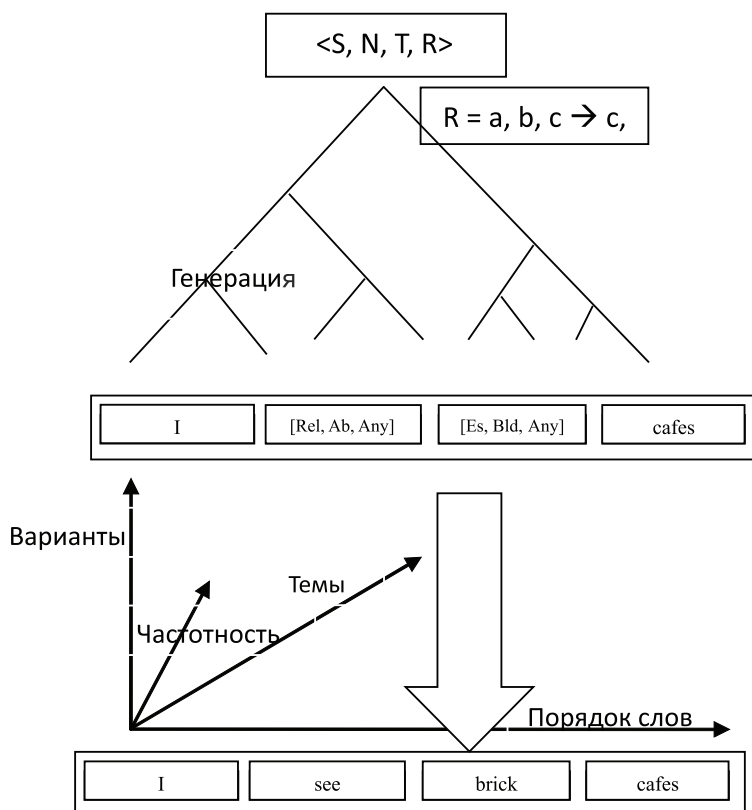 <S, N, T, R>
R = a, b, c → c,
Генерация
I
[Rel, Ab, Any]
[Es, Bld, Any]
cafes
Варианты
Темы
Частотность
Порядок слов
I
see
brick
cafes